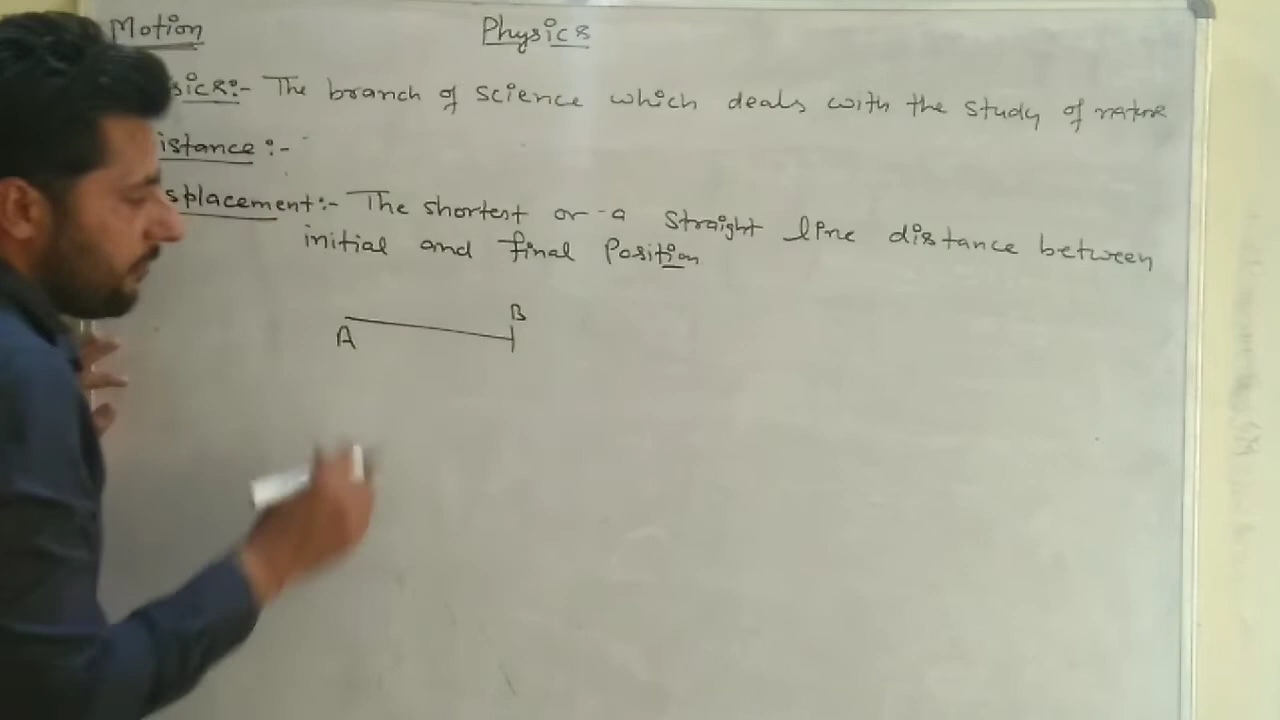 Motion
Physics
sics:- The branch of science which deals with the study of nature
istance :-
splacement:- The shortest or a straight line distance between
initial and final Position
A
B